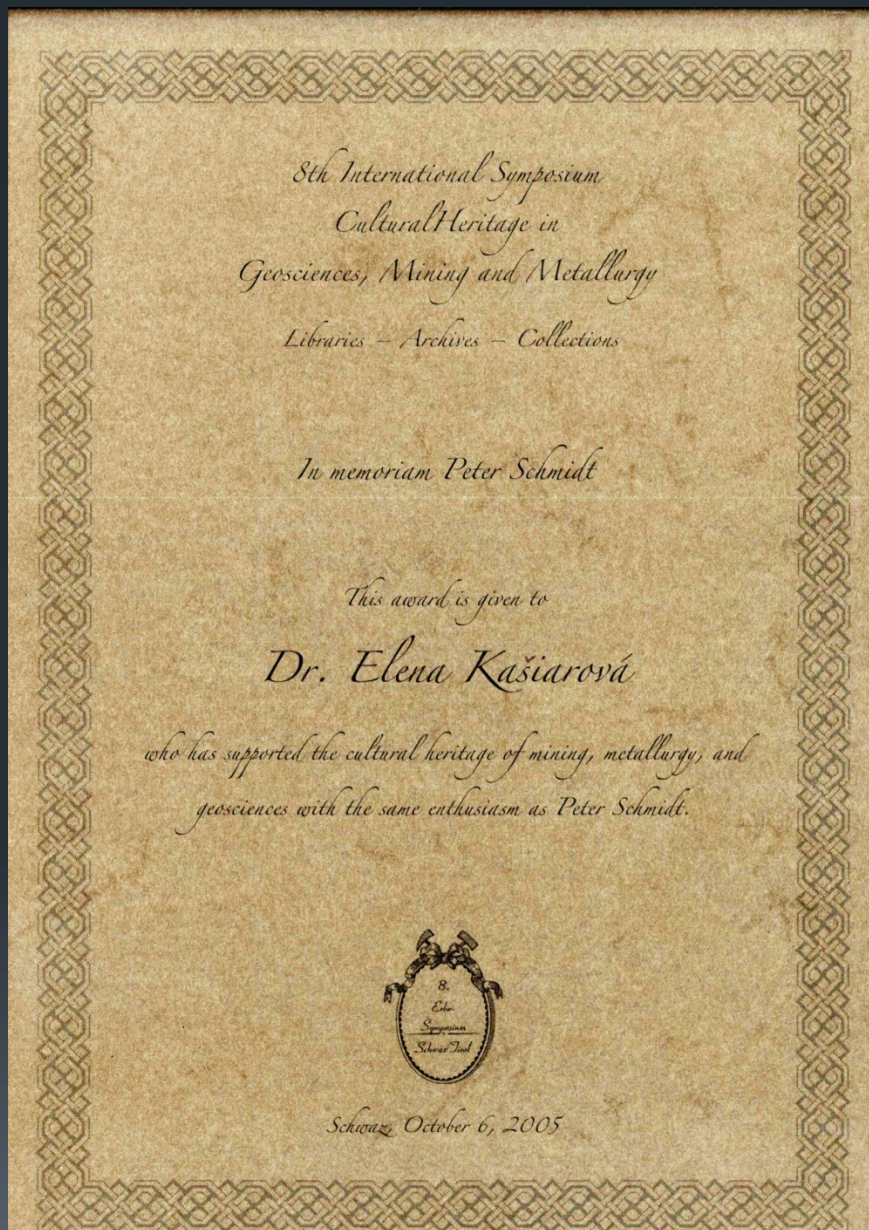 8th International Symposium
CulturalHeritage in
Geosciences, Mining and Metallurgy
Libraries – Archives – Collections
In memoriam Peter Schmidt
This award is given to
Dr. Elena Kašiarová
who has supported the cultural heritage of mining, metallurgy, and
geosciences with the same enthusiasm as Peter Schmidt.
8.
Erbe-
Symposium
Schwaz/Tirol
Schwaz, October 6, 2005